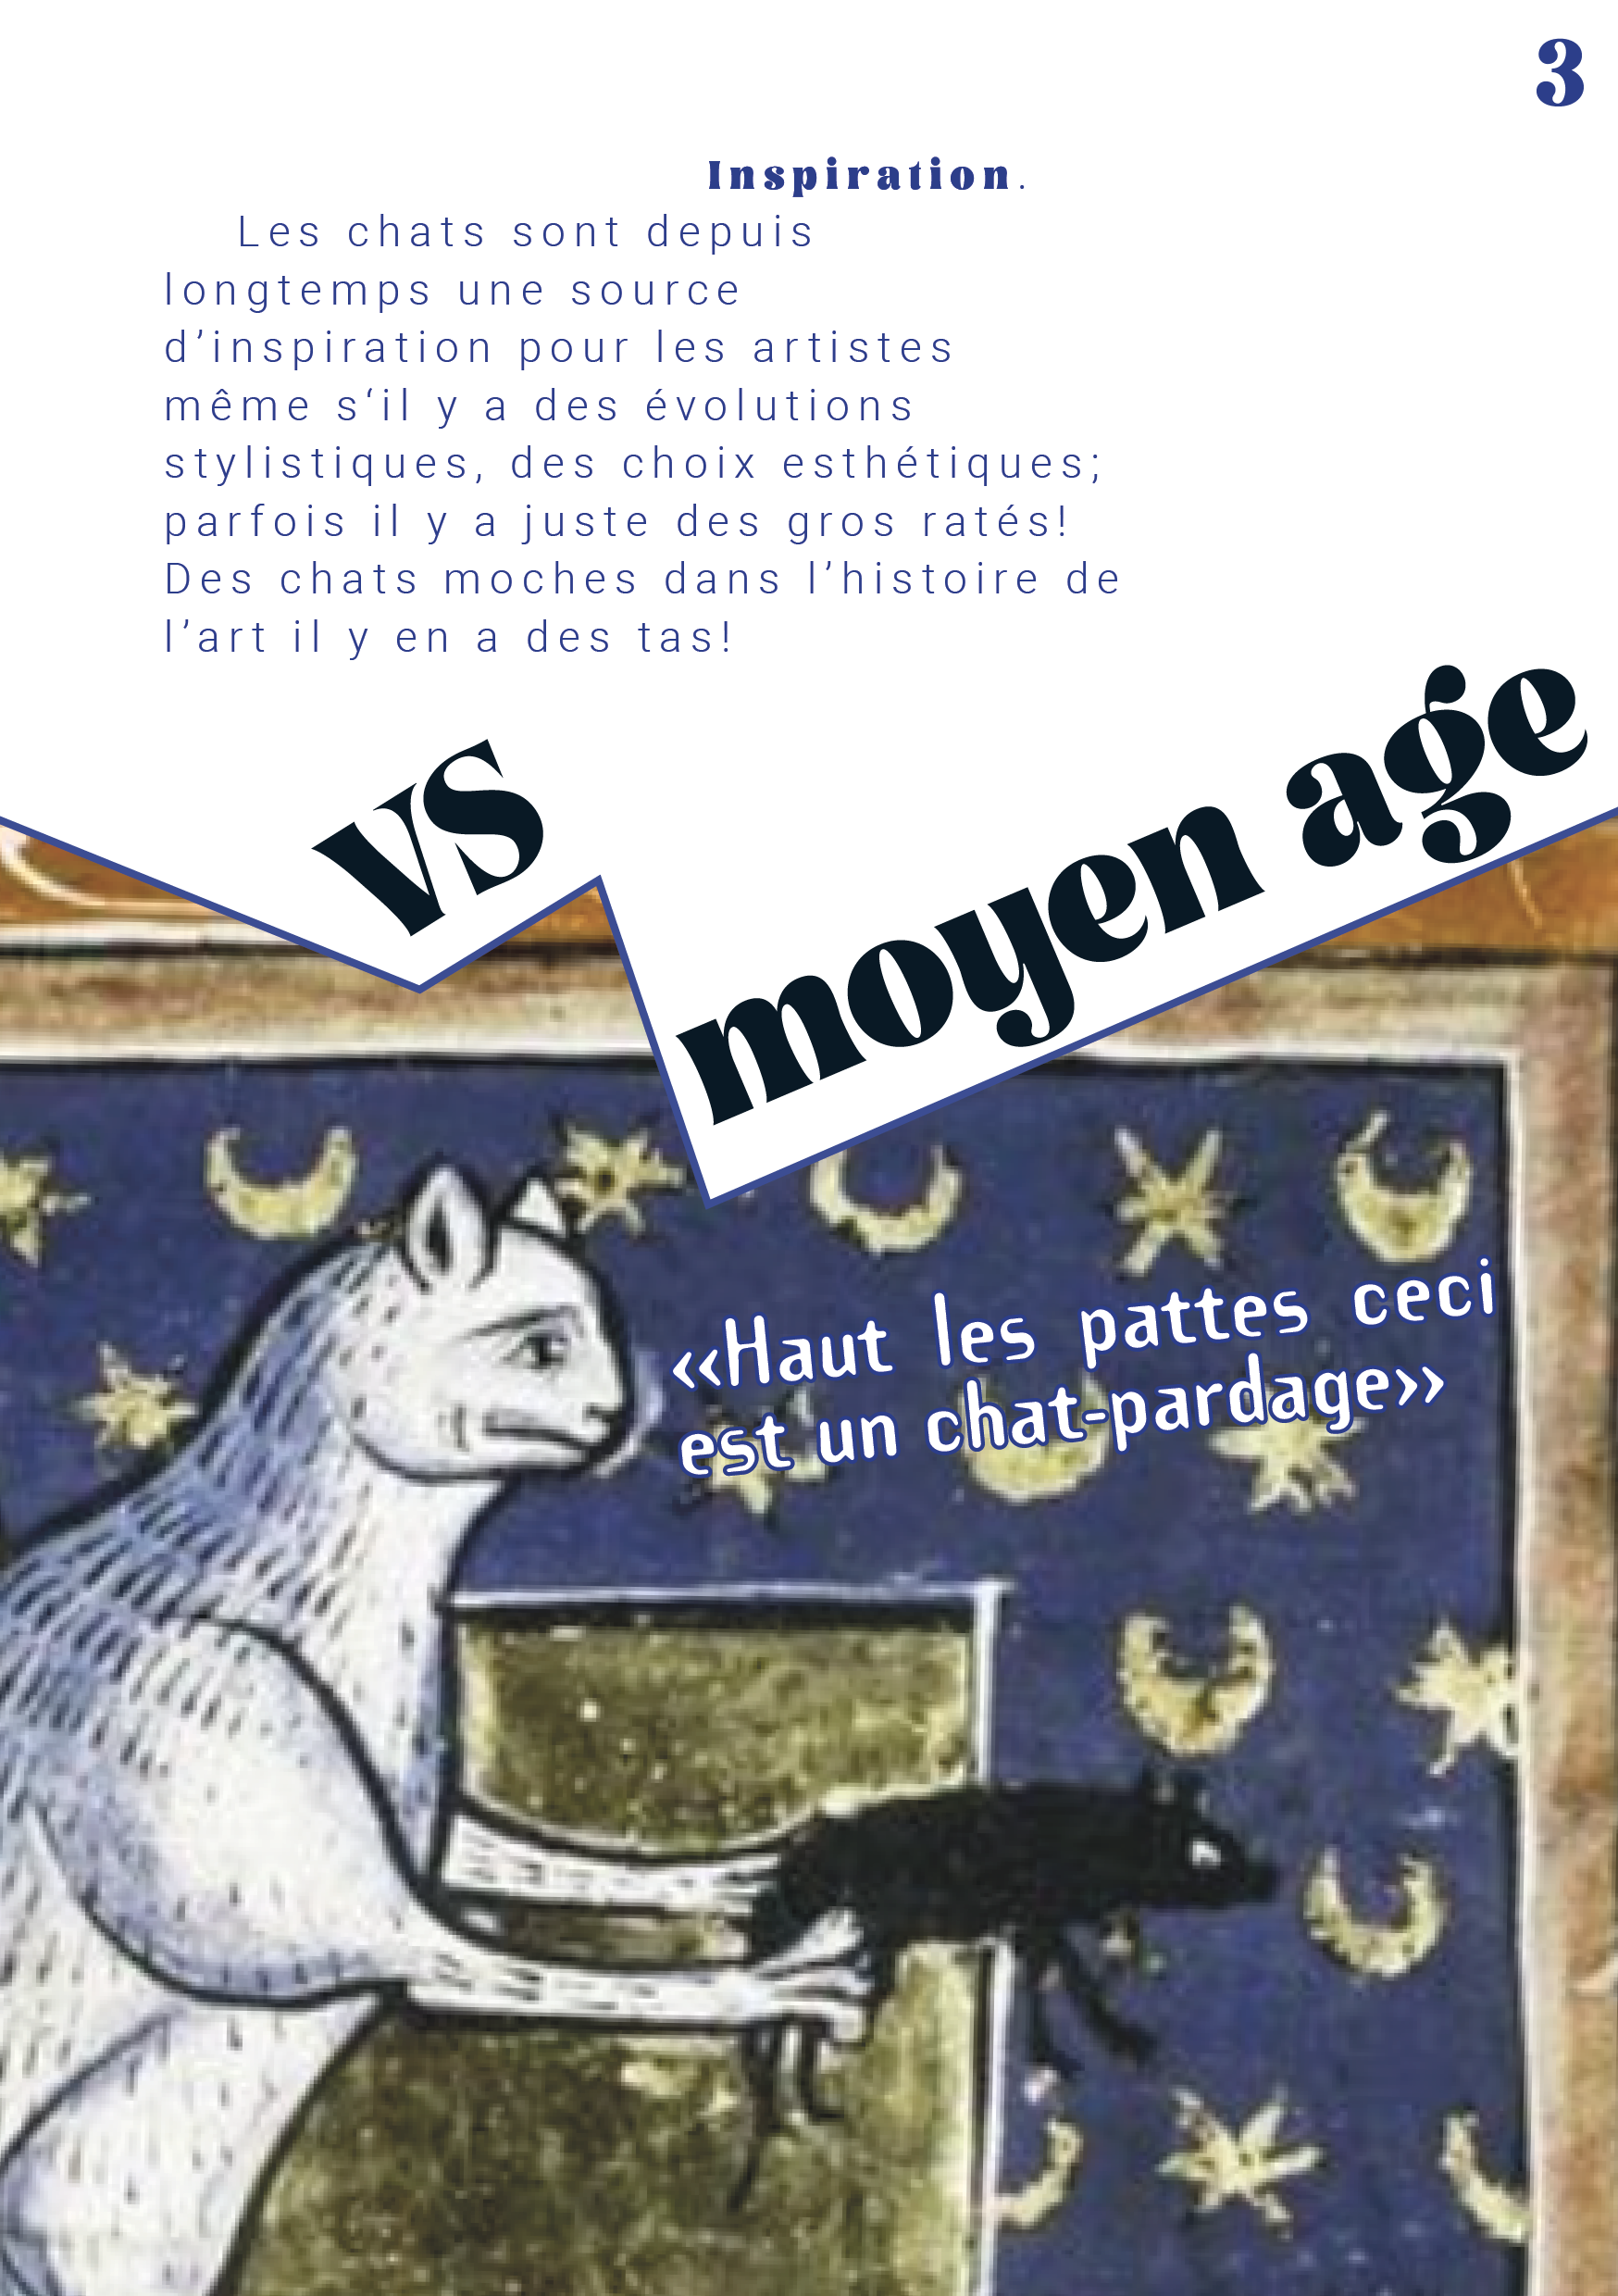 3
Inspiration.
Les chats sont depuis
longtemps une source
d’inspiration pour les artistes
même s‘il y a des évolutions
stylistiques, des choix esthétiques;
parfois il y a juste des gros ratés!
Des chats moches dans l’histoire de
l’art il y en a des tas!
VS
moyen age
«Haut les pattes ceci
est un chat-pardage»